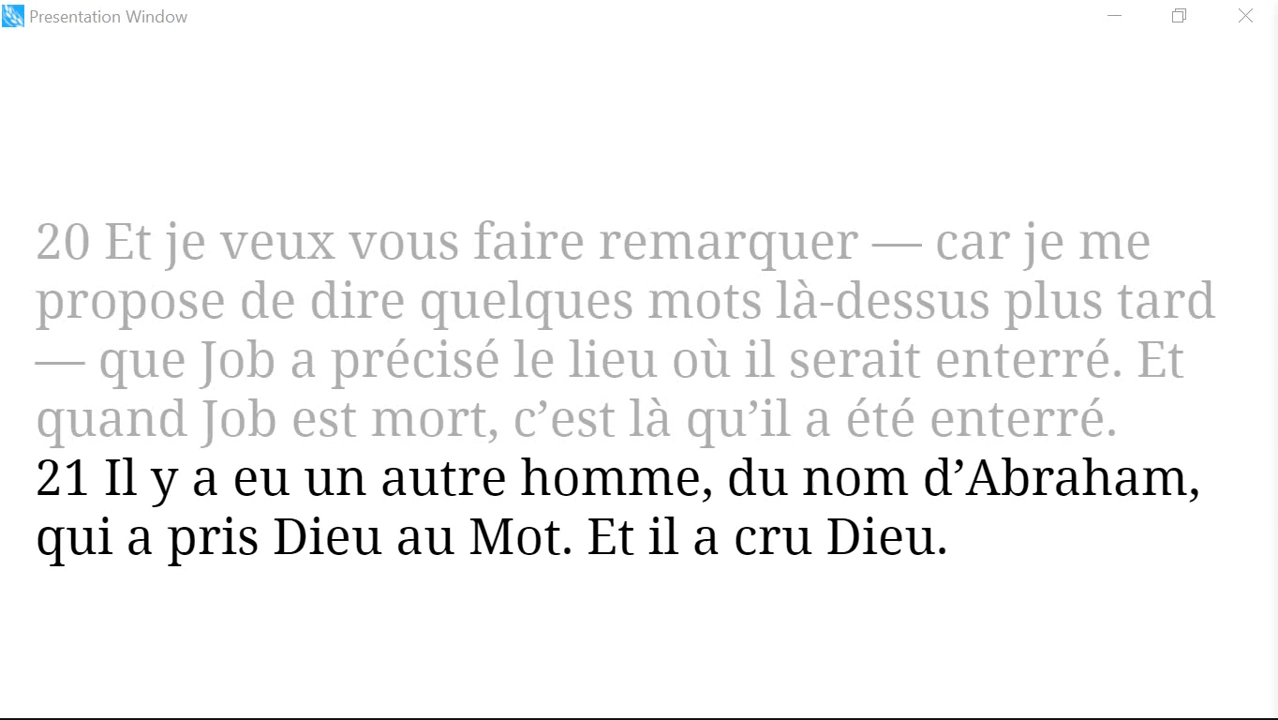 Presentation Window
20 Et je veux vous faire remarquer — car je me
propose de dire quelques mots là-dessus plus tard
— que Job a précisé le lieu où il serait enterré. Et
quand Job est mort, c’est là qu’il a été enterré.
21 Il y a eu un autre homme, du nom d’Abraham,
qui a pris Dieu au Mot. Et il a cru Dieu.